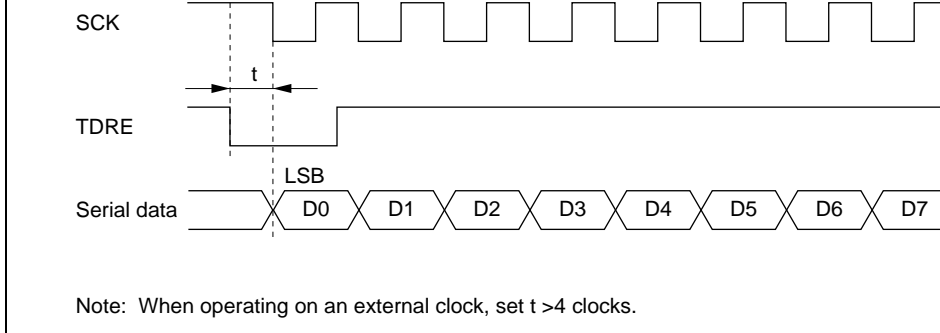 SCK
t
TDRE
LSB
Serial data D0 D1 D2 D3 D4 D5 D6 D7
Note: When operating on an external clock, set t >4 clocks.